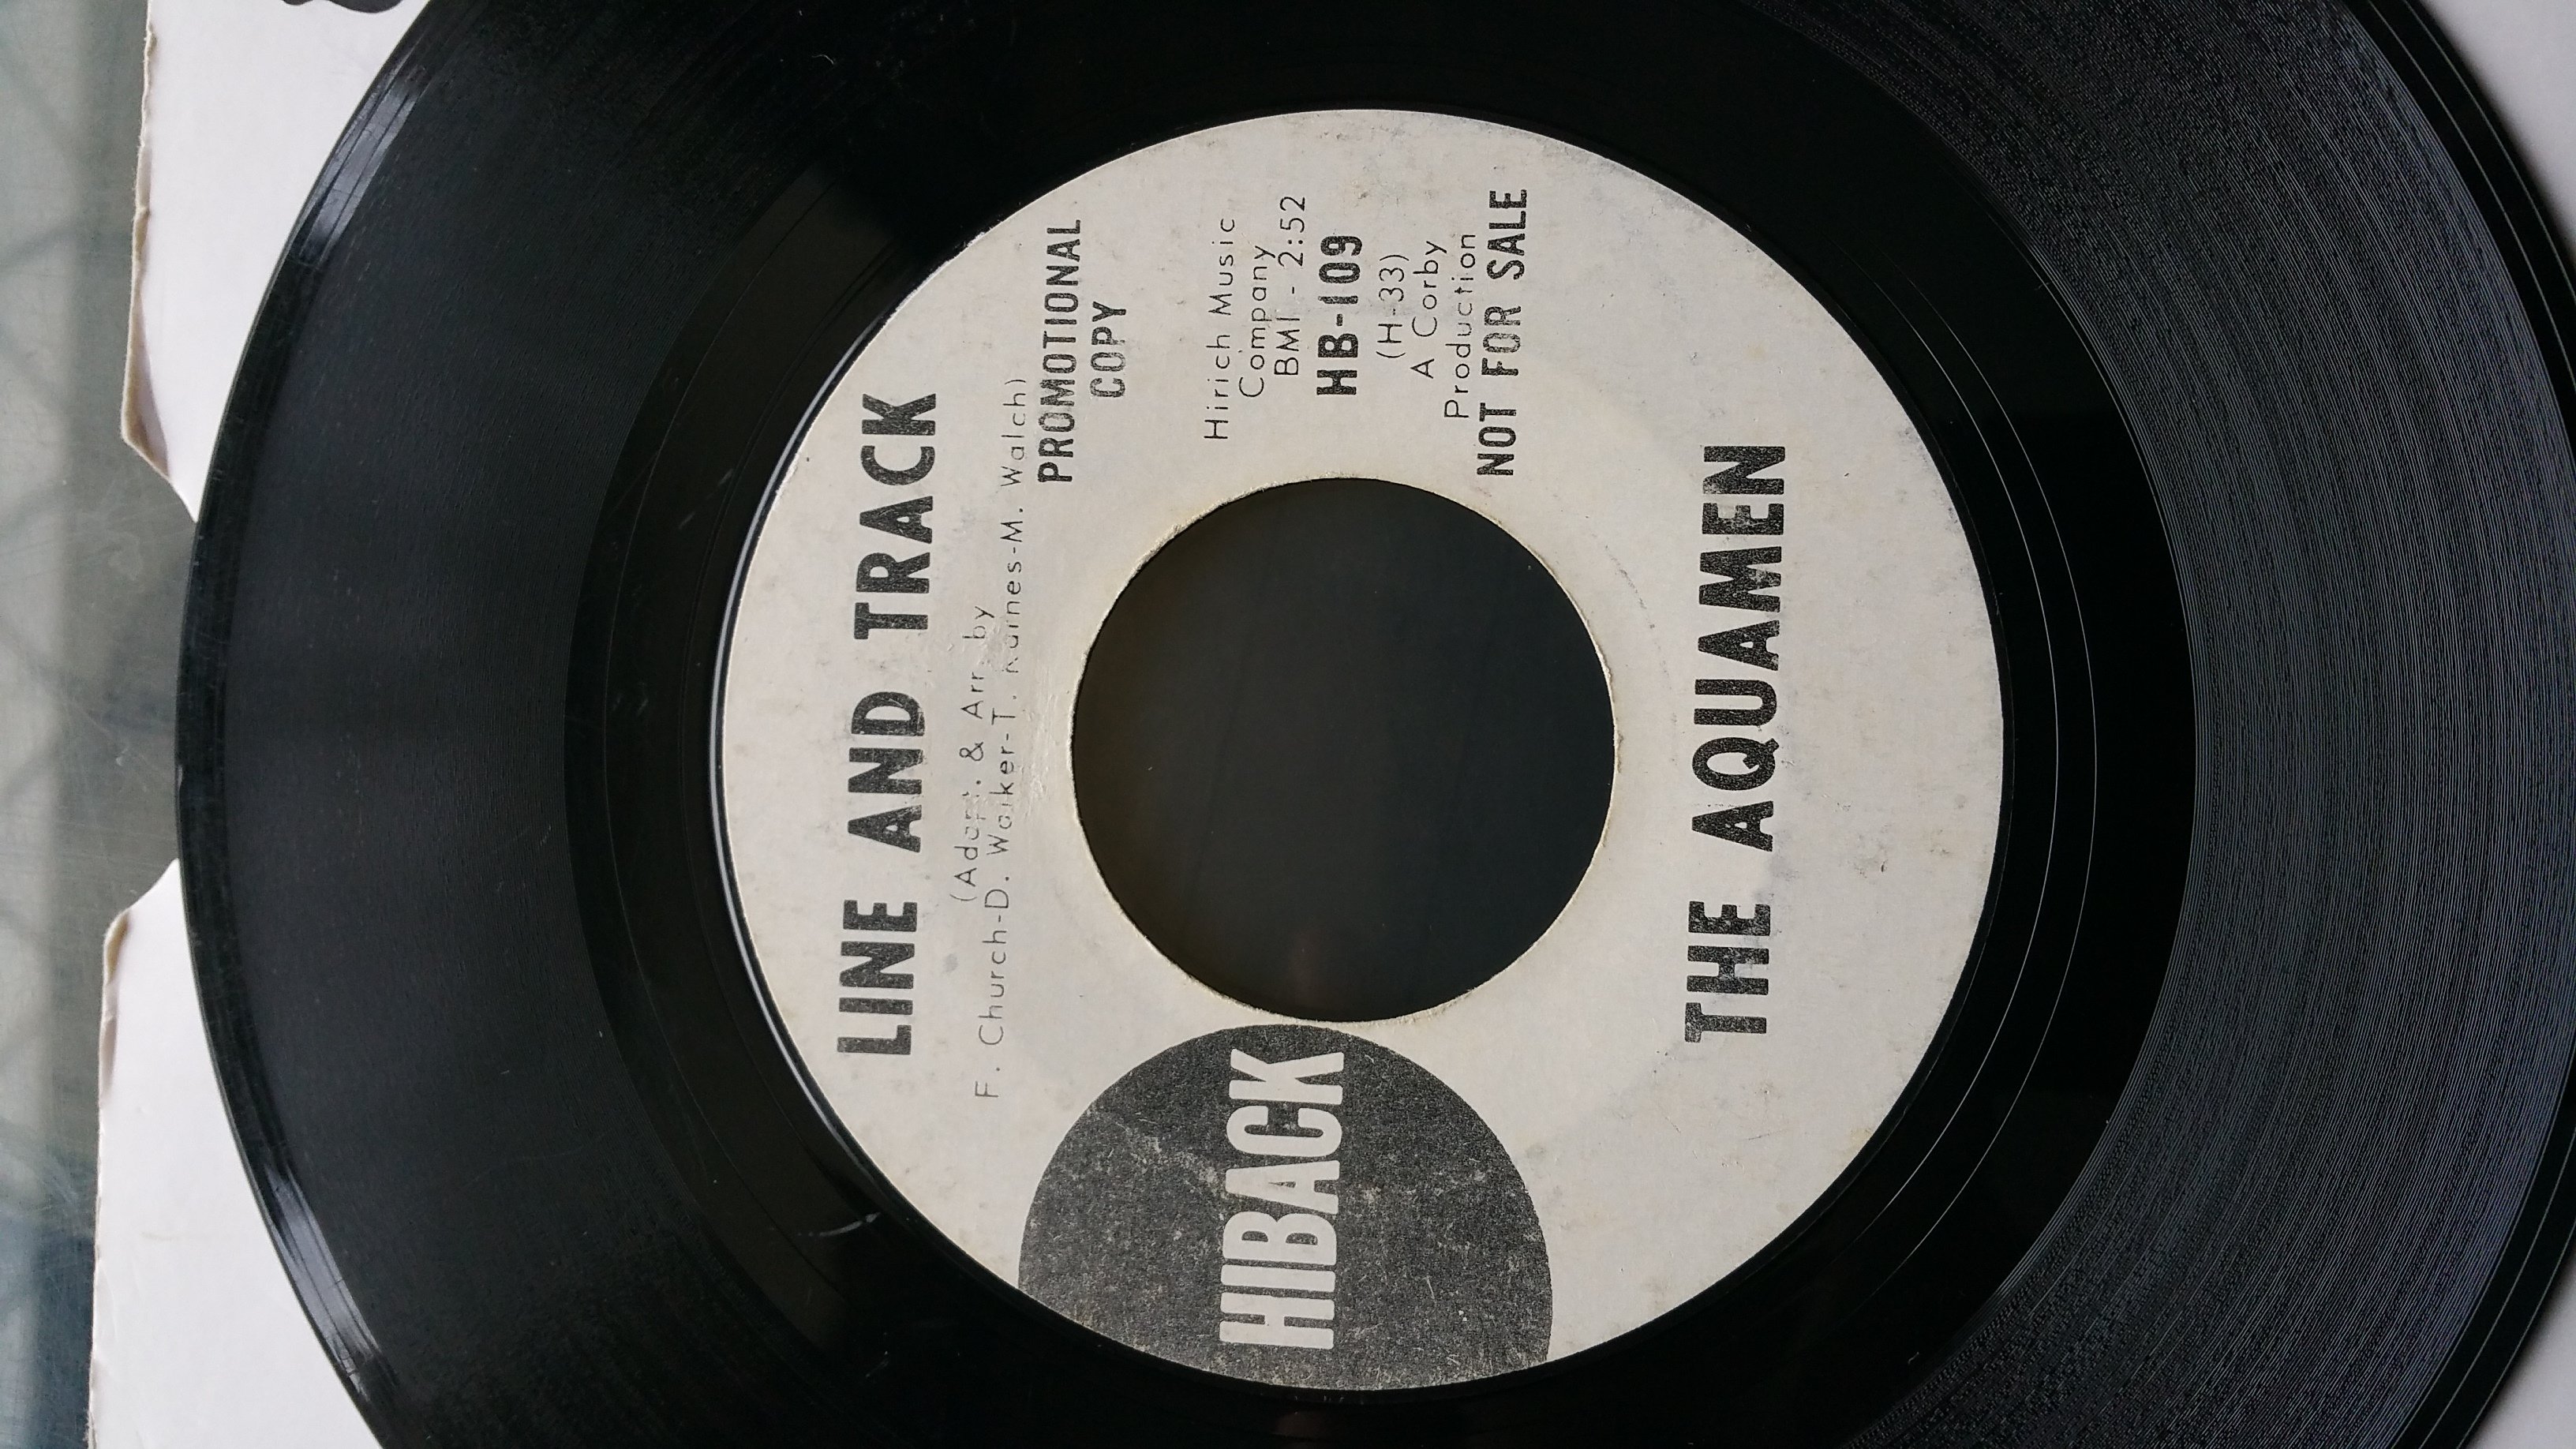 LINE AND TRACK
(Adapt. & Arr. by
F. Church-D. Walker-T. Karnes-M. Walch)
PROMOTIONAL
COPY
HIBACK
Hirich Music
Company
BMI - 2:52
HB-109
(H-33)
A Corby
Production
NOT FOR SALE
THE AQUAMEN